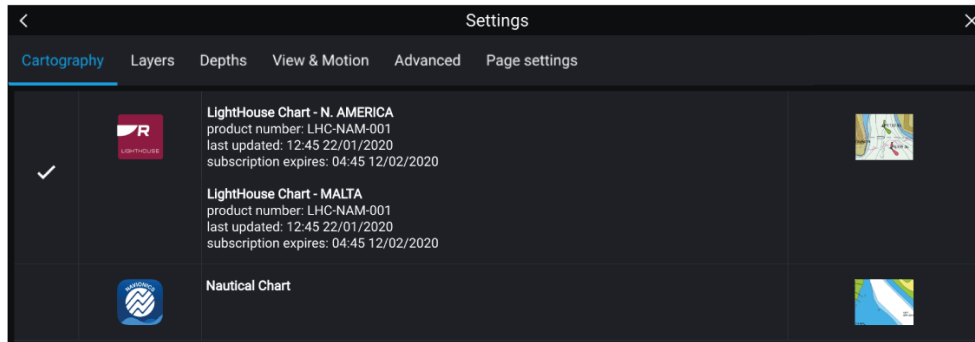 Settings
Cartography Layers Depths View & Motion Advanced Page settings
LightHouse Chart - N. AMERICA
product number: LHC-NAM-001
last updated: 12:45 22/01/2020
subscription expires: 04:45 12/02/2020
R
LIGHTHOUSE
LightHouse Chart - MALTA
product number: LHC-NAM-001
last updated: 12:45 22/01/2020
subscription expires: 04:45 12/02/2020
NAVIONICS
Nautical Chart